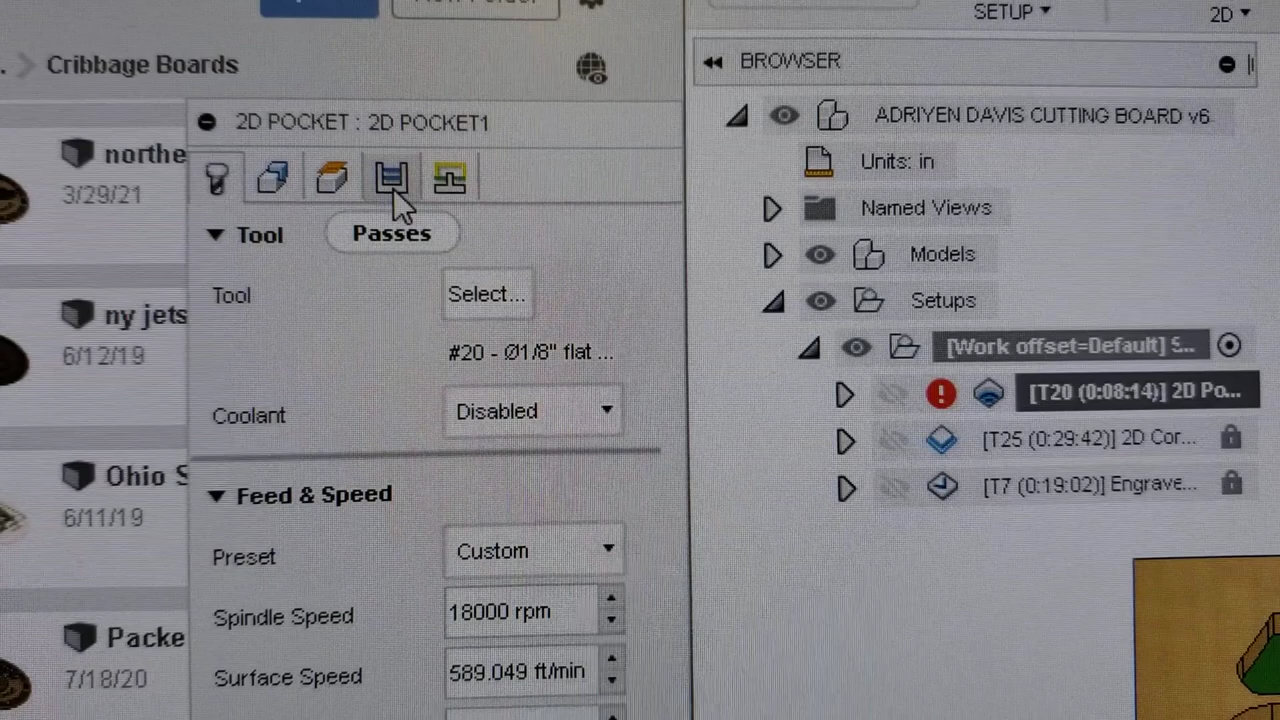 SETUP
2D
Cribbage Boards
BROWSER
northe
3/29/21
2D POCKET : 2D POCKET1
ADRIYEN DAVIS CUTTING BOARD v6
Units: in
Named Views
Tool
Passes
Models
Tool
Select...
Setups
ny jets
6/12/19
#20 - Ø1/8" flat ...
[Work offset=Default] S...
Coolant
Disabled
[T20 (0:08:14)] 2D Po...
[T25 (0:29:42)] 2D Con...
[T7 (0:19:02)] Engrave...
Ohio S
6/11/19
Feed & Speed
Preset
Custom
Spindle Speed
18000 rpm
Packe
7/18/20
Surface Speed
589.049 ft/min